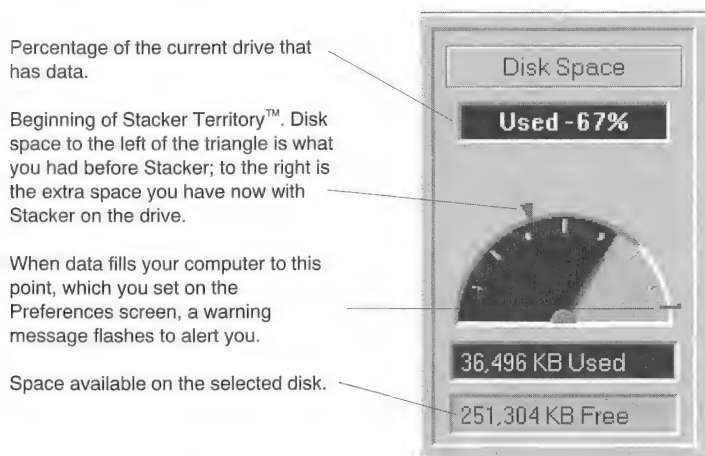 Percentage of the current drive that
has data.
Beginning of Stacker Territory™. Disk
space to the left of the triangle is what
you had before Stacker; to the right is
the extra space you have now with
Stacker on the drive.
When data fills your computer to this
point, which you set on the
Preferences screen, a warning
message flashes to alert you.
Space available on the selected disk.
Disk Space
Used -67%
36,496 KB Used
251,304 KB Free